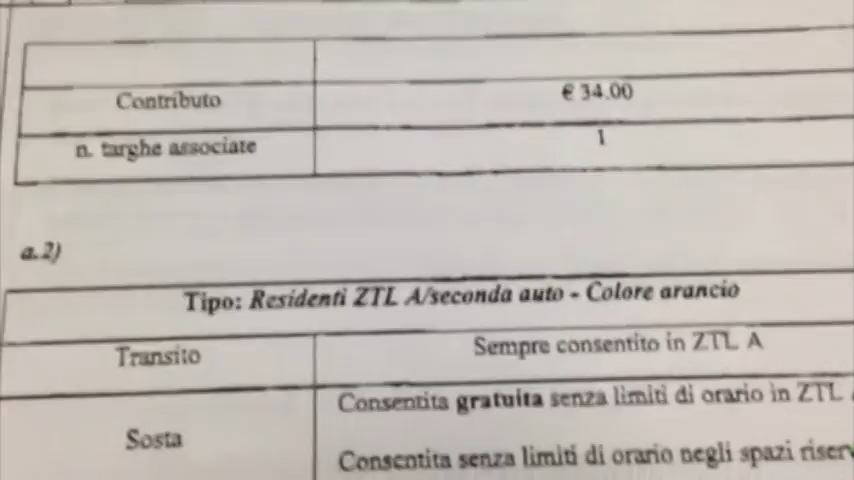 Contributo € 34.00
n. targhe associate 1
a.2)
Tipo: Residenti ZTL A/seconda auto - Colore arancio
Transito Sempre consentito in ZTL A
Consentita gratuita senza limiti di orario in ZTL
Sosta
Consentita senza limiti di orario negli spazi